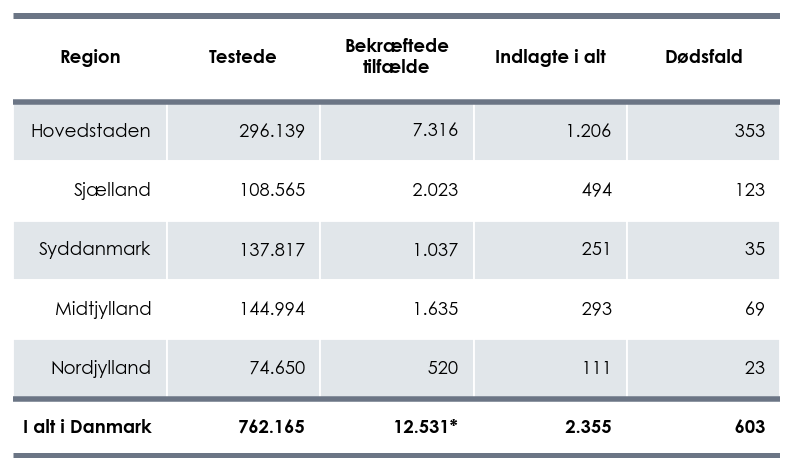 Region Testede Bekræftede tilfælde Indlagte i alt Dødsfald
Hovedstaden 296.139 7.316 1.206 353
Sjælland 108.565 2.023 494 123
Syddanmark 137.817 1.037 251 35
Midtjylland 144.994 1.635 293 69
Nordjylland 74.650 520 111 23
I alt i Danmark 762.165 12.531* 2.355 603